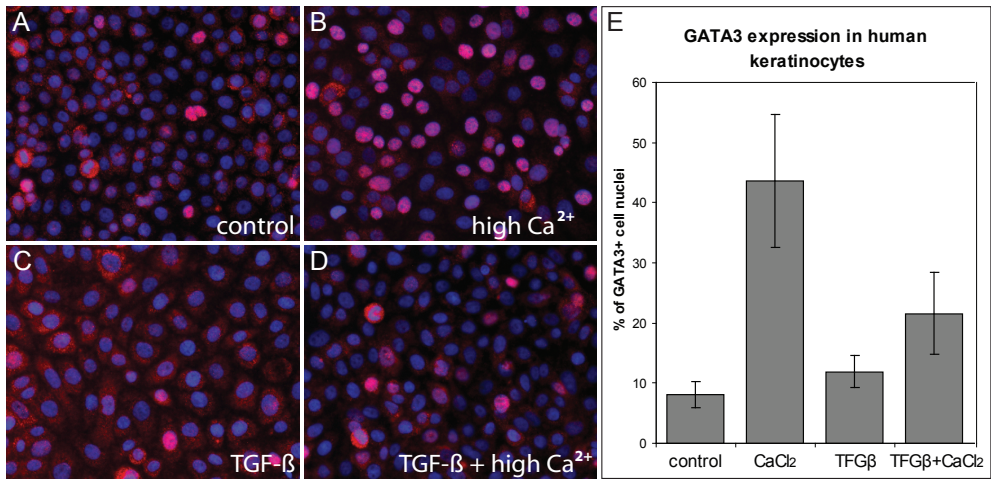 A
control
B
high Ca²⁺
C
TGF-ß
D
TGF-ß + high Ca²⁺
E
GATA3 expression in human
keratinocytes
% of GATA3+ cell nuclei
60
50
40
30
20
10
0
control
CaCl₂
TFGβ
TFGβ+CaCl₂